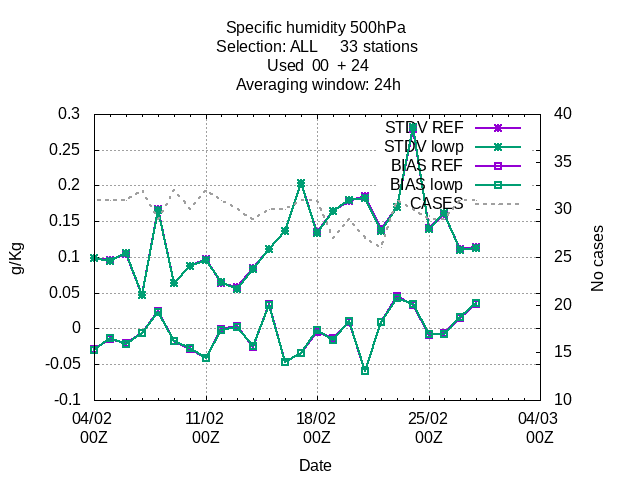 Specific humidity 500hPa
Selection: ALL     33 stations
Used  00  + 24
Averaging window: 24h
0.3
0.25
0.2
0.15
0.1
0.05
0
-0.05
-0.1
g/Kg
STDV REF
STDV lowp
BIAS REF
BIAS lowp
CASES
40
35
30
25
20
15
10
No cases
04/02 11/02 18/02 25/02 04/03
00Z 00Z 00Z 00Z 00Z
Date